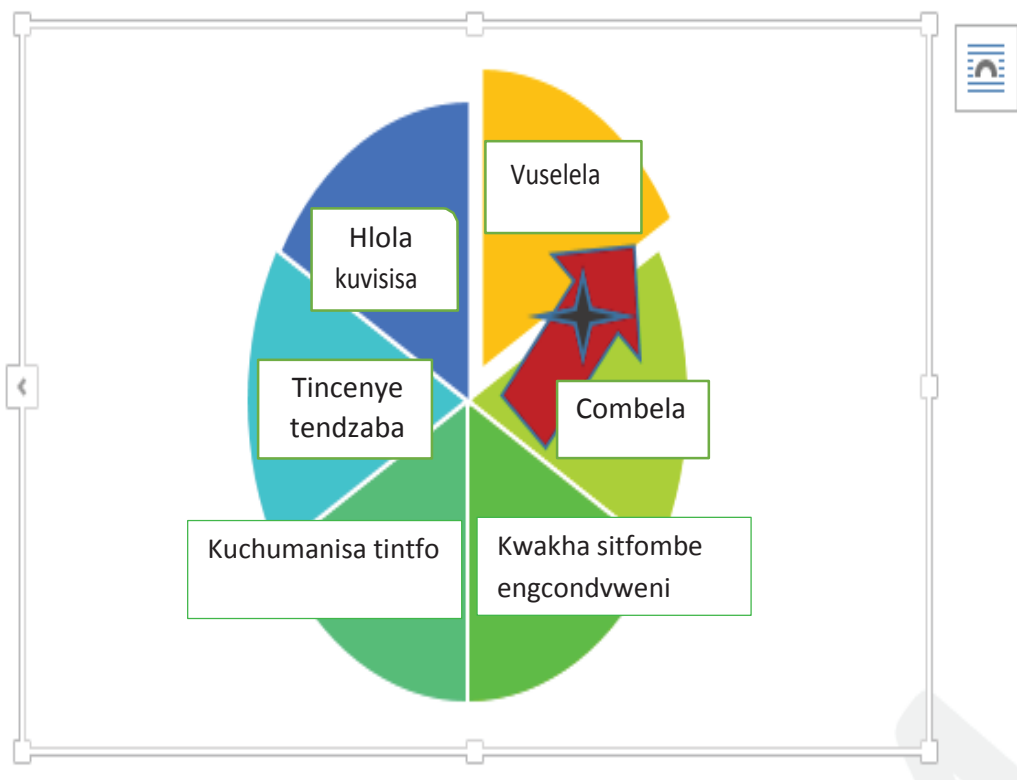 Vuselela
Hlola
kuvisisa
Tincenye
tendzaba
Combela
Kuchumanisa tintfo
Kwakha sitfombe
engcondvweni